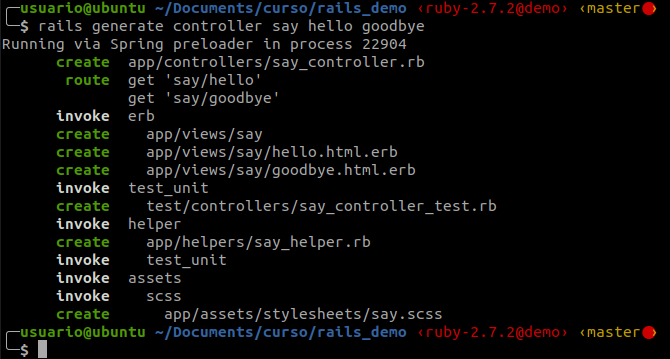 usuario@ubuntu ~/Documents/curso/rails_demo ‹ruby-2.7.2@demo› ‹master●›
$ rails generate controller say hello goodbye
Running via Spring preloader in process 22904
create app/controllers/say_controller.rb
route get 'say/hello'
get 'say/goodbye'
invoke erb
create app/views/say
create app/views/say/hello.html.erb
create app/views/say/goodbye.html.erb
invoke test_unit
create test/controllers/say_controller_test.rb
invoke helper
create app/helpers/say_helper.rb
invoke test_unit
invoke assets
invoke scss
create app/assets/stylesheets/say.scss
usuario@ubuntu ~/Documents/curso/rails_demo ‹ruby-2.7.2@demo› ‹master●›
$